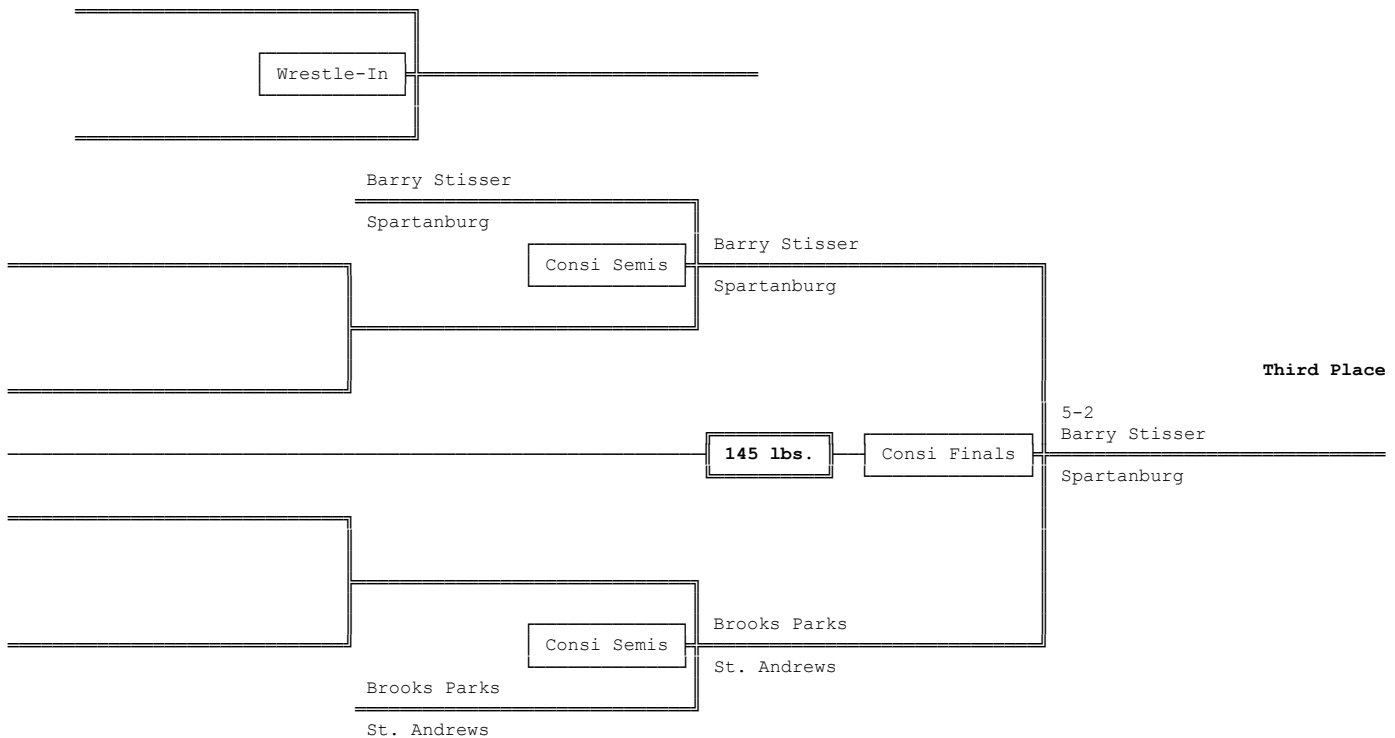 Wrestle-In
Barry Stisser
Spartanburg
Consi Semis
Barry Stisser
Spartanburg
Third Place
5-2
Barry Stisser
145 lbs.
Consi Finals
Spartanburg
Brooks Parks
Consi Semis
St. Andrews
Brooks Parks
St. Andrews